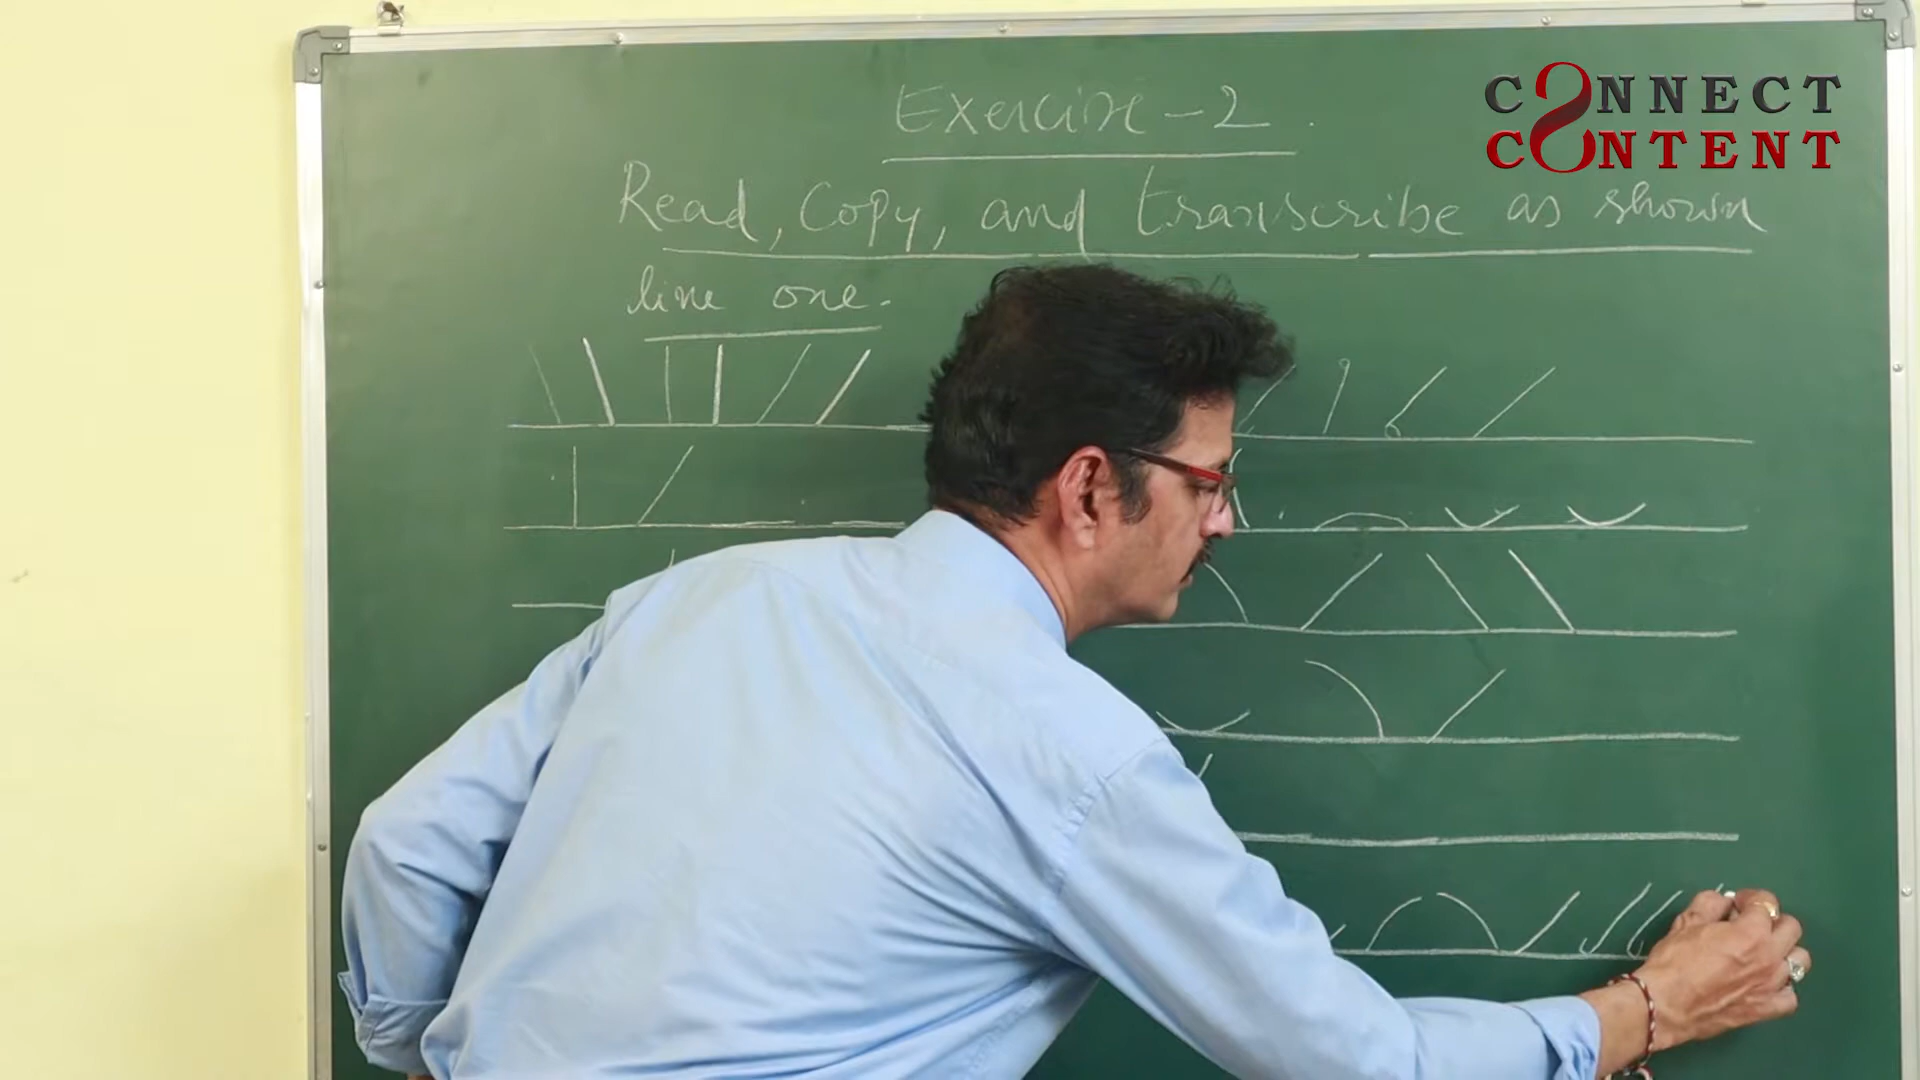 CONNECT
CONTENT
Exercise - 2.
Read, Copy, and transcribe as shown
line one.